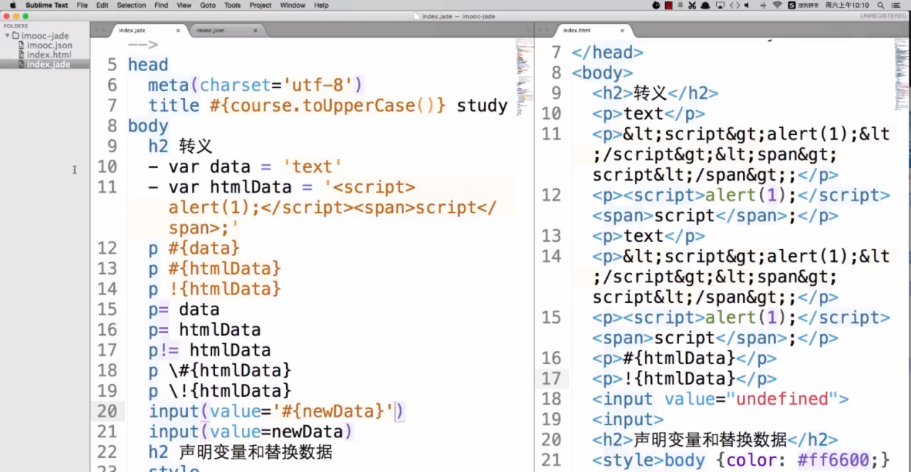 Sublime Text File Edit Selection Find View Goto Tools Project Window Help 周六上午10:10
index.jade — imooc-jade UNREGISTERED
FOLDERS
imooc-jade
imooc.json
index.html
index.jade
index.jade × imooc.json ×
-->
5 head
6 meta(charset='utf-8')
7 title #{course.toUpperCase()} study
8 body
9 h2 转义
10 - var data = 'text'
11 - var htmlData = '<script>
alert(1);</script><span>script</
span>;'
12 p #{data}
13 p #{htmlData}
14 p !{htmlData}
15 p= data
16 p= htmlData
17 p!= htmlData
18 p \#{htmlData}
19 p \!{htmlData}
20 input(value='#{newData}')
21 input(value=newData)
22 h2 声明变量和替换数据
23 style
index.html ×
7 </head>
8 <body>
9 <h2>转义</h2>
10 <p>text</p>
11 <p>&lt;script&gt;alert(1);&lt
;/script&gt;&lt;span&gt;
script&lt;/span&gt;;</p>
12 <p><script>alert(1);</script>
<span>script</span>;</p>
13 <p>text</p>
14 <p>&lt;script&gt;alert(1);&lt
;/script&gt;&lt;span&gt;
script&lt;/span&gt;;</p>
15 <p><script>alert(1);</script>
<span>script</span>;</p>
16 <p>#{htmlData}</p>
17 <p>!{htmlData}</p>
18 <input value="undefined">
19 <input>
20 <h2>声明变量和替换数据</h2>
21 <style>body {color: #ff6600;}